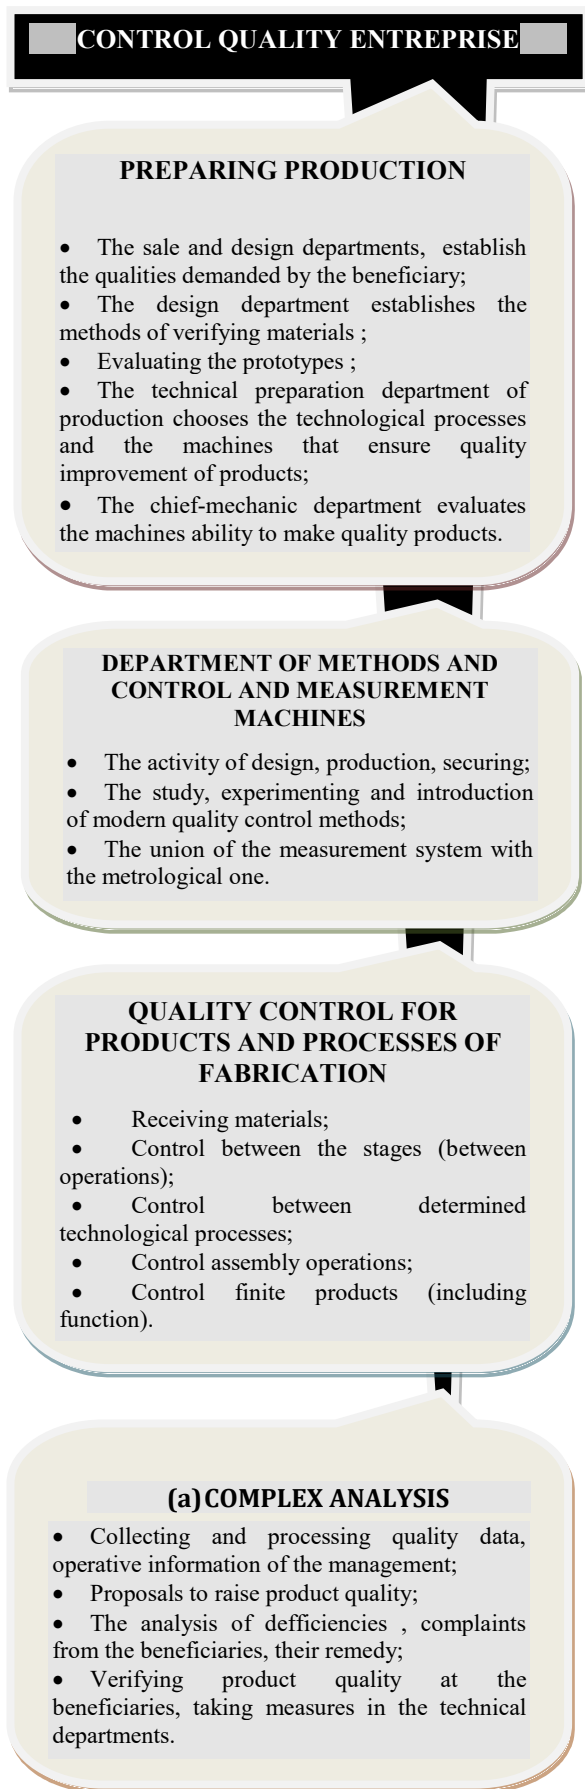 CONTROL QUALITY ENTREPRISE
PREPARING PRODUCTION
• The sale and design departments, establish
the qualities demanded by the beneficiary;
• The design department establishes the
methods of verifying materials ;
• Evaluating the prototypes ;
• The technical preparation department of
production chooses the technological processes
and the machines that ensure quality
improvement of products;
• The chief-mechanic department evaluates
the machines ability to make quality products.
DEPARTMENT OF METHODS AND
CONTROL AND MEASUREMENT
MACHINES
• The activity of design, production, securing;
• The study, experimenting and introduction
of modern quality control methods;
• The union of the measurement system with
the metrological one.
QUALITY CONTROL FOR
PRODUCTS AND PROCESSES OF
FABRICATION
• Receiving materials;
• Control between the stages (between
operations);
• Control between determined
technological processes;
• Control assembly operations;
• Control finite products (including
function).
(a) COMPLEX ANALYSIS
• Collecting and processing quality data,
operative information of the management;
• Proposals to raise product quality;
• The analysis of defficiencies , complaints
from the beneficiaries, their remedy;
• Verifying product quality at the
beneficiaries, taking measures in the technical
departments.